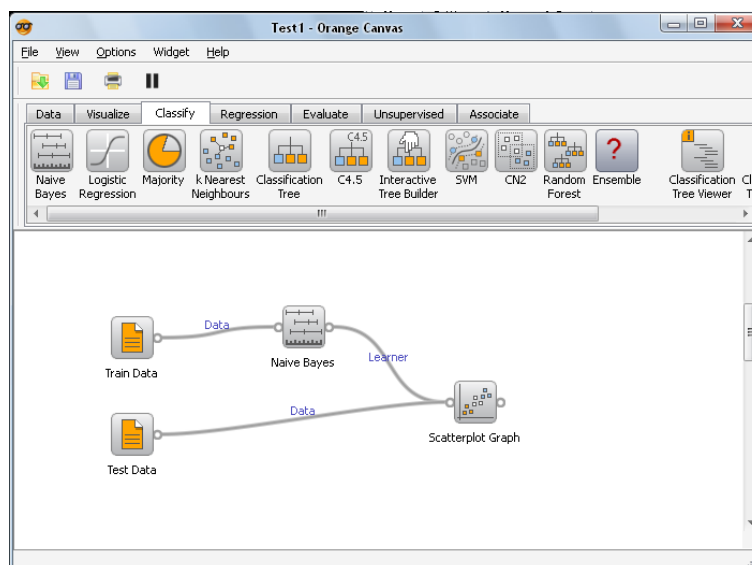 Test1 - Orange Canvas
File View Options Widget Help
Data Visualize Classify Regression Evaluate Unsupervised Associate
Naive Bayes
Logistic Regression
Majority
k Nearest Neighbours
Classification Tree
C4.5
C4.5
Interactive Tree Builder
SVM
CN2
Random Forest
?
Ensemble
i
Classification Tree Viewer
Train Data
Data
Naive Bayes
Learner
Test Data
Data
Scatterplot Graph